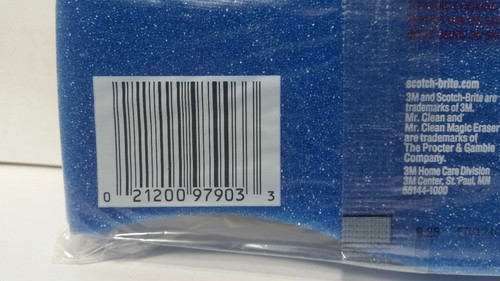 0 21200 97903 3
scotch-brite.com
3M and Scotch-Brite are
trademarks of 3M.
Mr. Clean and
Mr. Clean Magic Eraser
are trademarks of
The Procter & Gamble
Company.
3M Home Care Division
3M Center, St. Paul, MN
55144-1000